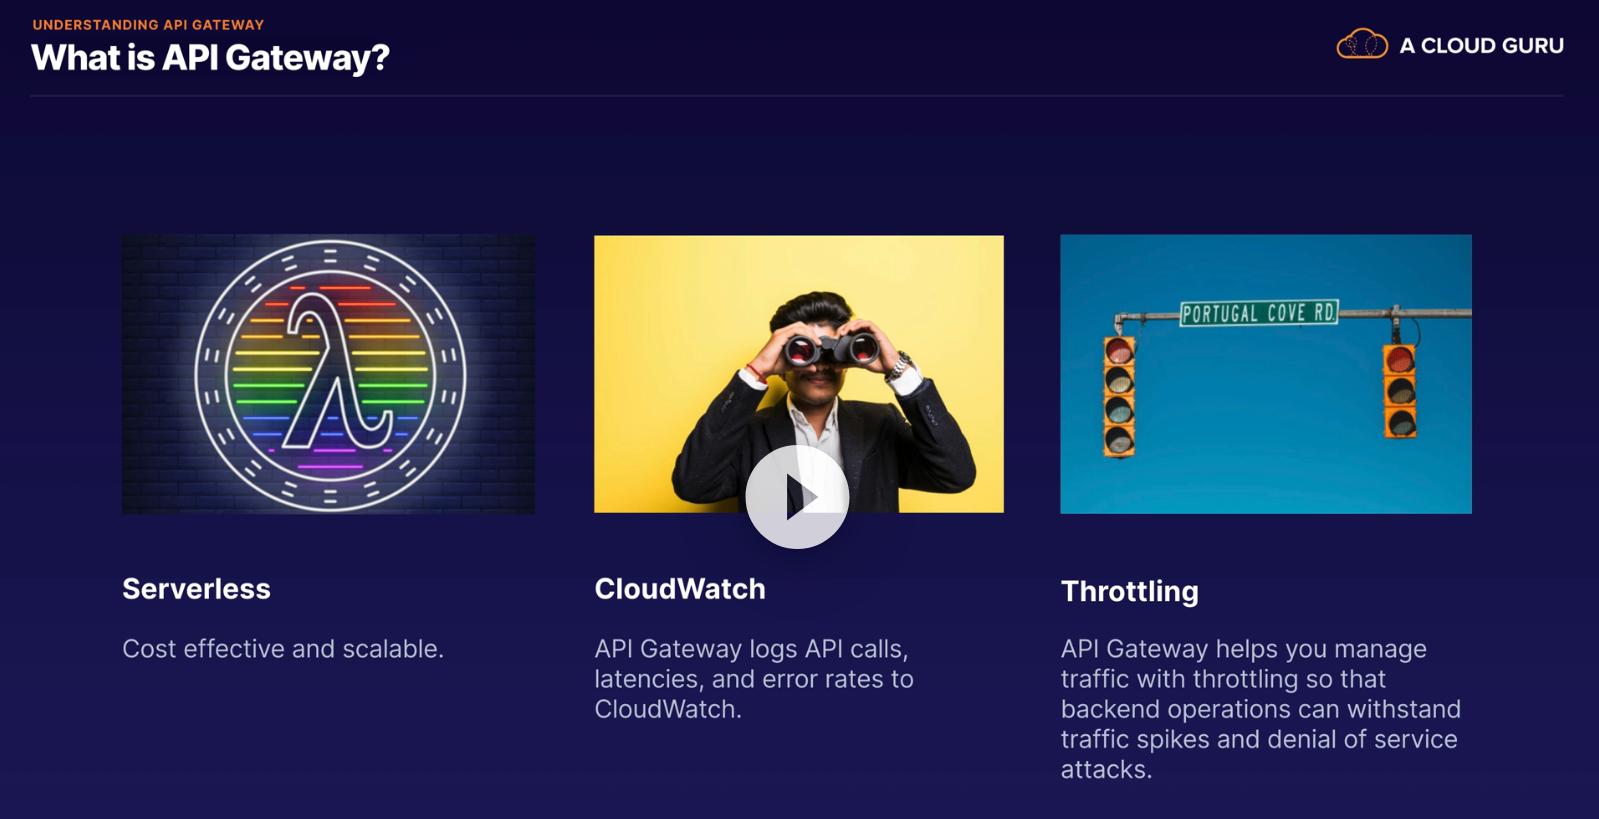 UNDERSTANDING API GATEWAY
What is API Gateway?
A CLOUD GURU
λ
PORTUGAL COVE RD.
Serverless
Cost effective and scalable.
CloudWatch
API Gateway logs API calls,
latencies, and error rates to
CloudWatch.
Throttling
API Gateway helps you manage
traffic with throttling so that
backend operations can withstand
traffic spikes and denial of service
attacks.